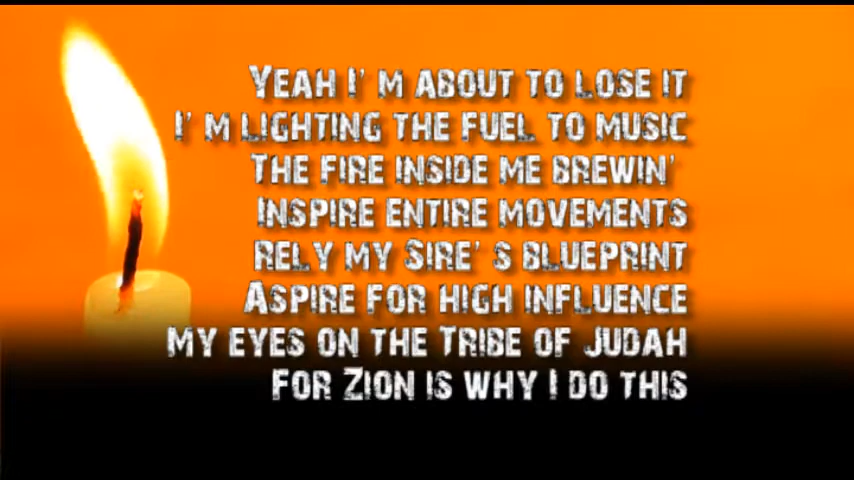 Yeah I'm about to lose it
I'm lighting the fuel to music
the fire inside me brewin'
inspire entire movements
rely my Sire's blueprint
Aspire for high influence
my eyes on the Tribe of Judah
For Zion is why I do this